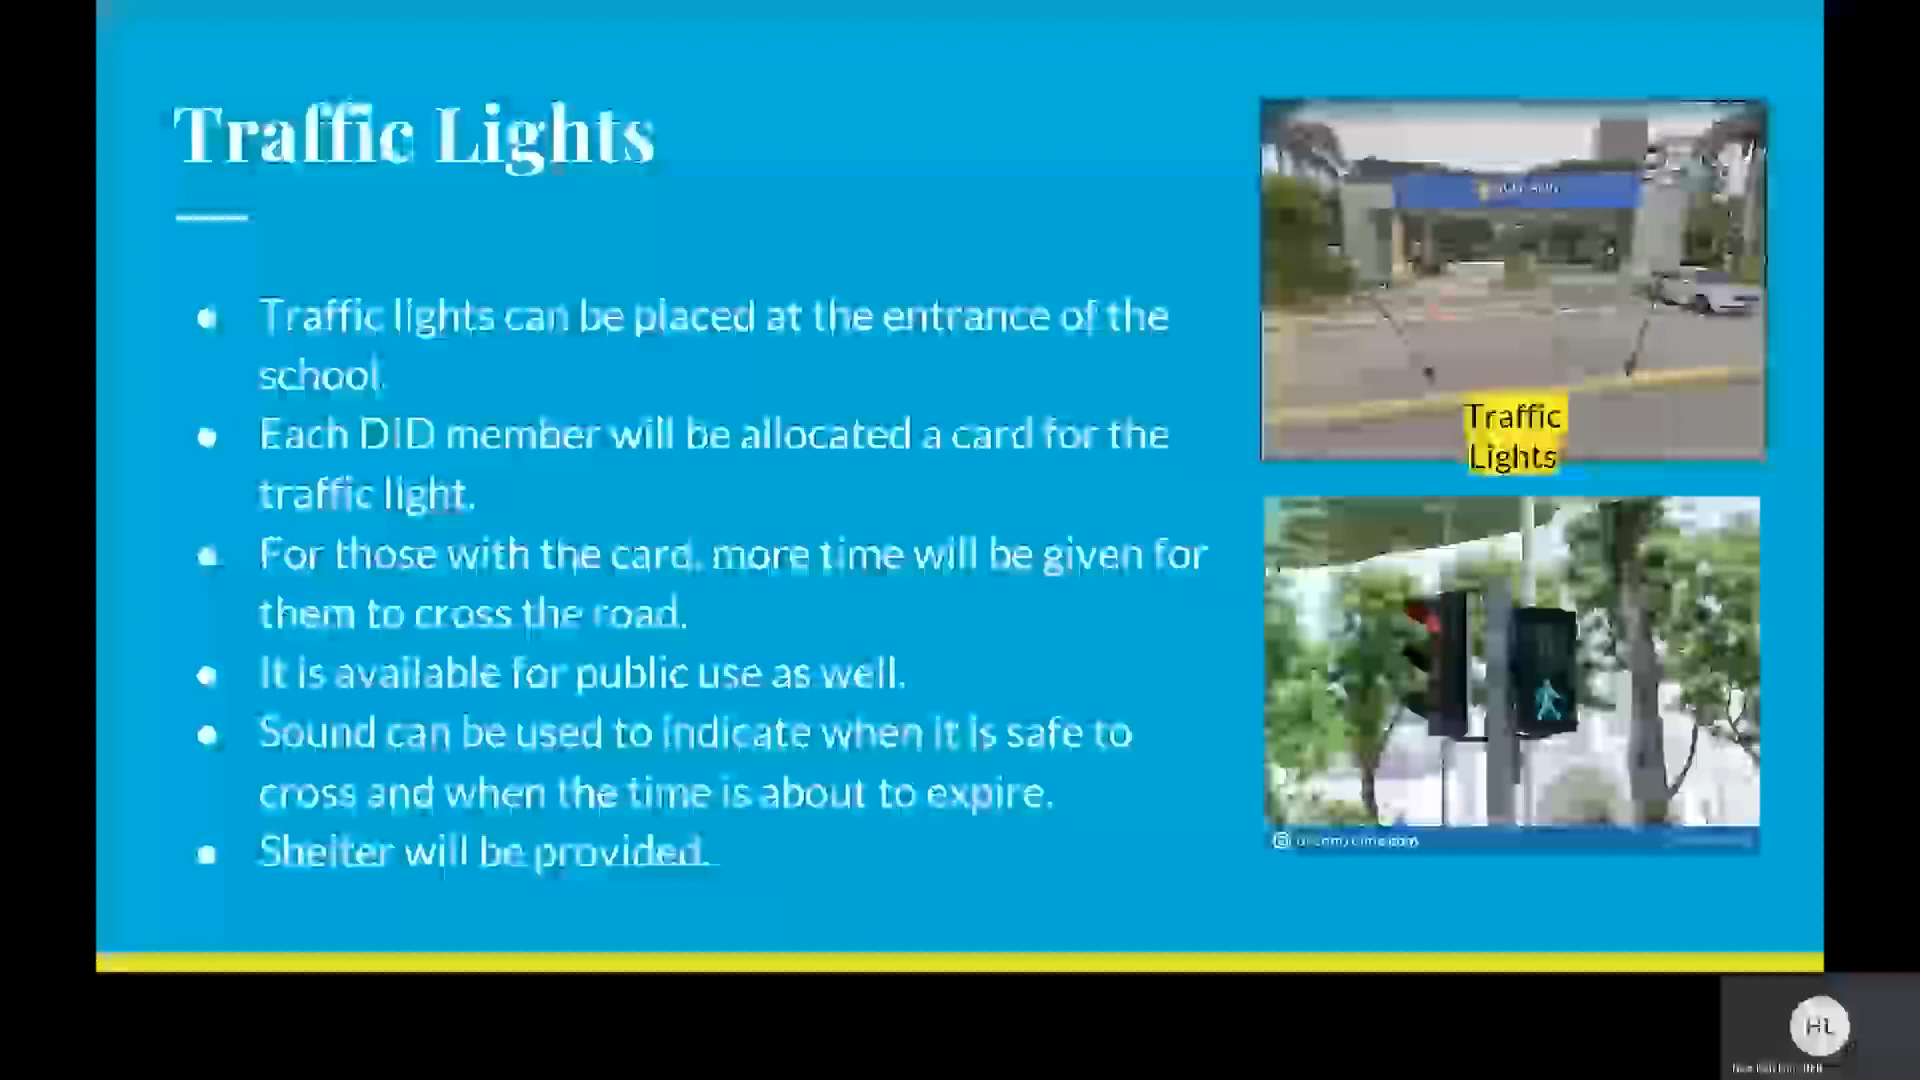 Traffic Lights
Traffic lights can be placed at the entrance of the
school.
Each DID member will be allocated a card for the
traffic light.
For those with the card, more time will be given for
them to cross the road.
It is available for public use as well.
Sound can be used to indicate when it is safe to
cross and when the time is about to expire.
Shelter will be provided.
Traffic
Lights
HL